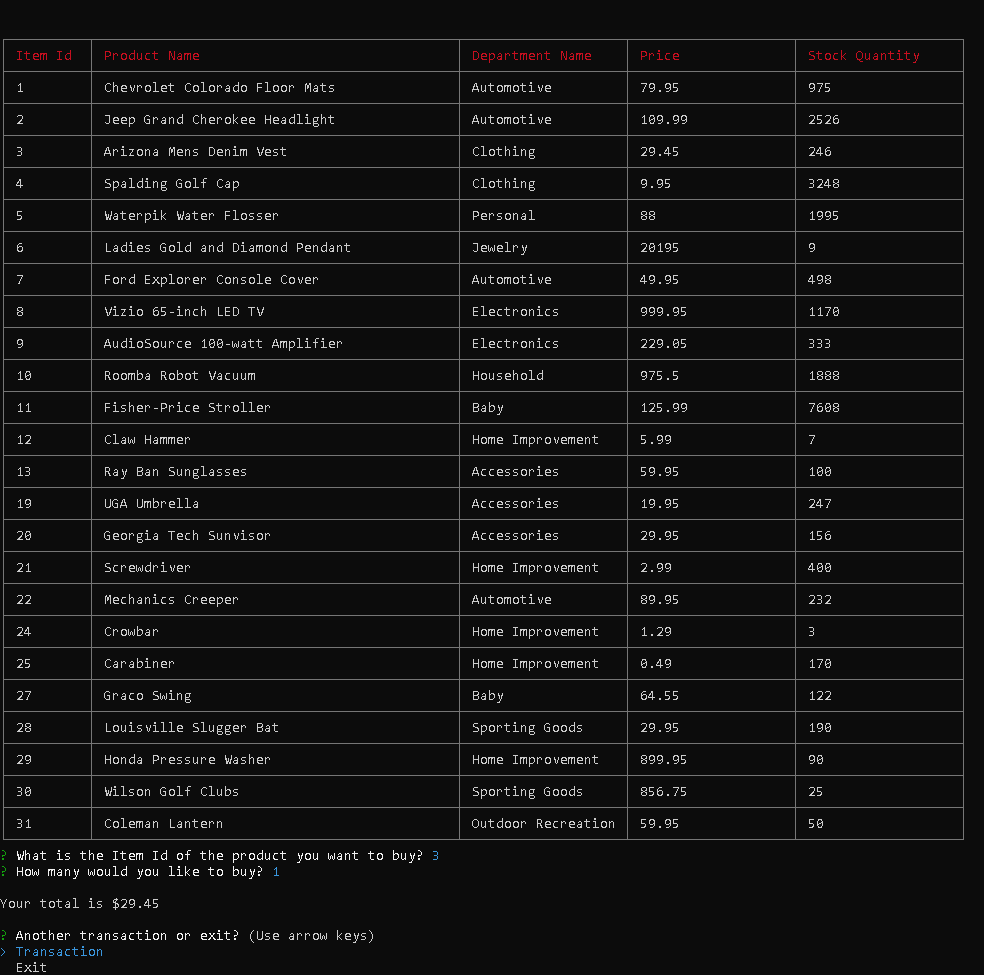 Item Id Product Name Department Name Price Stock Quantity
1 Chevrolet Colorado Floor Mats Automotive 79.95 975
2 Jeep Grand Cherokee Headlight Automotive 109.99 2526
3 Arizona Mens Denim Vest Clothing 29.45 246
4 Spalding Golf Cap Clothing 9.95 3248
5 Waterpik Water Flosser Personal 88 1995
6 Ladies Gold and Diamond Pendant Jewelry 20195 9
7 Ford Explorer Console Cover Automotive 49.95 498
8 Vizio 65-inch LED TV Electronics 999.95 1170
9 AudioSource 100-watt Amplifier Electronics 229.05 333
10 Roomba Robot Vacuum Household 975.5 1888
11 Fisher-Price Stroller Baby 125.99 7608
12 Claw Hammer Home Improvement 5.99 7
13 Ray Ban Sunglasses Accessories 59.95 100
19 UGA Umbrella Accessories 19.95 247
20 Georgia Tech Sunvisor Accessories 29.95 156
21 Screwdriver Home Improvement 2.99 400
22 Mechanics Creeper Automotive 89.95 232
24 Crowbar Home Improvement 1.29 3
25 Carabiner Home Improvement 0.49 170
27 Graco Swing Baby 64.55 122
28 Louisville Slugger Bat Sporting Goods 29.95 190
29 Honda Pressure Washer Home Improvement 899.95 90
30 Wilson Golf Clubs Sporting Goods 856.75 25
31 Coleman Lantern Outdoor Recreation 59.95 50
? What is the Item Id of the product you want to buy? 3
? How many would you like to buy? 1
Your total is $29.45
? Another transaction or exit? (Use arrow keys)
> Transaction
Exit